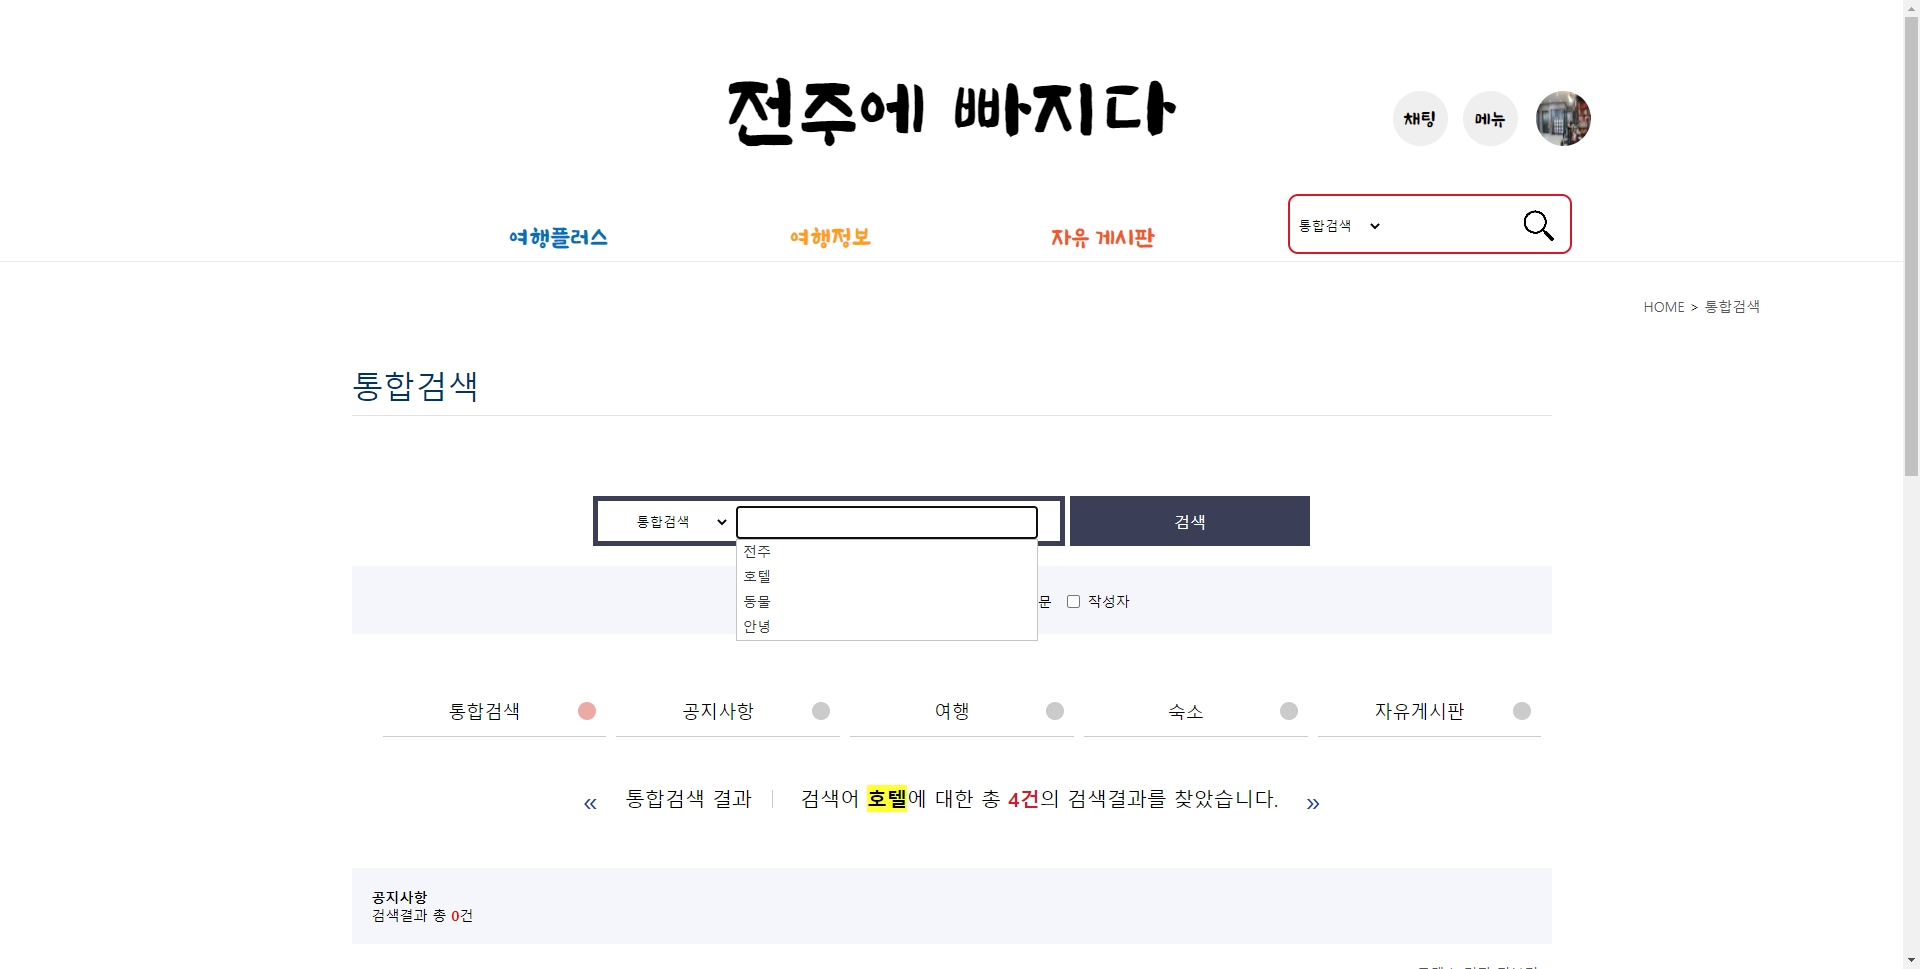 전주에 빠지다
채팅
메뉴
여행플러스
여행정보
자유 게시판
통합검색
HOME > 통합검색
통합검색
통합검색
검색
전주
호텔
동물
안녕
문
작성자
통합검색
공지사항
여행
숙소
자유게시판
« 통합검색 결과 검색어 호텔에 대한 총 4건의 검색결과를 찾았습니다. »
공지사항
검색결과 총 0건